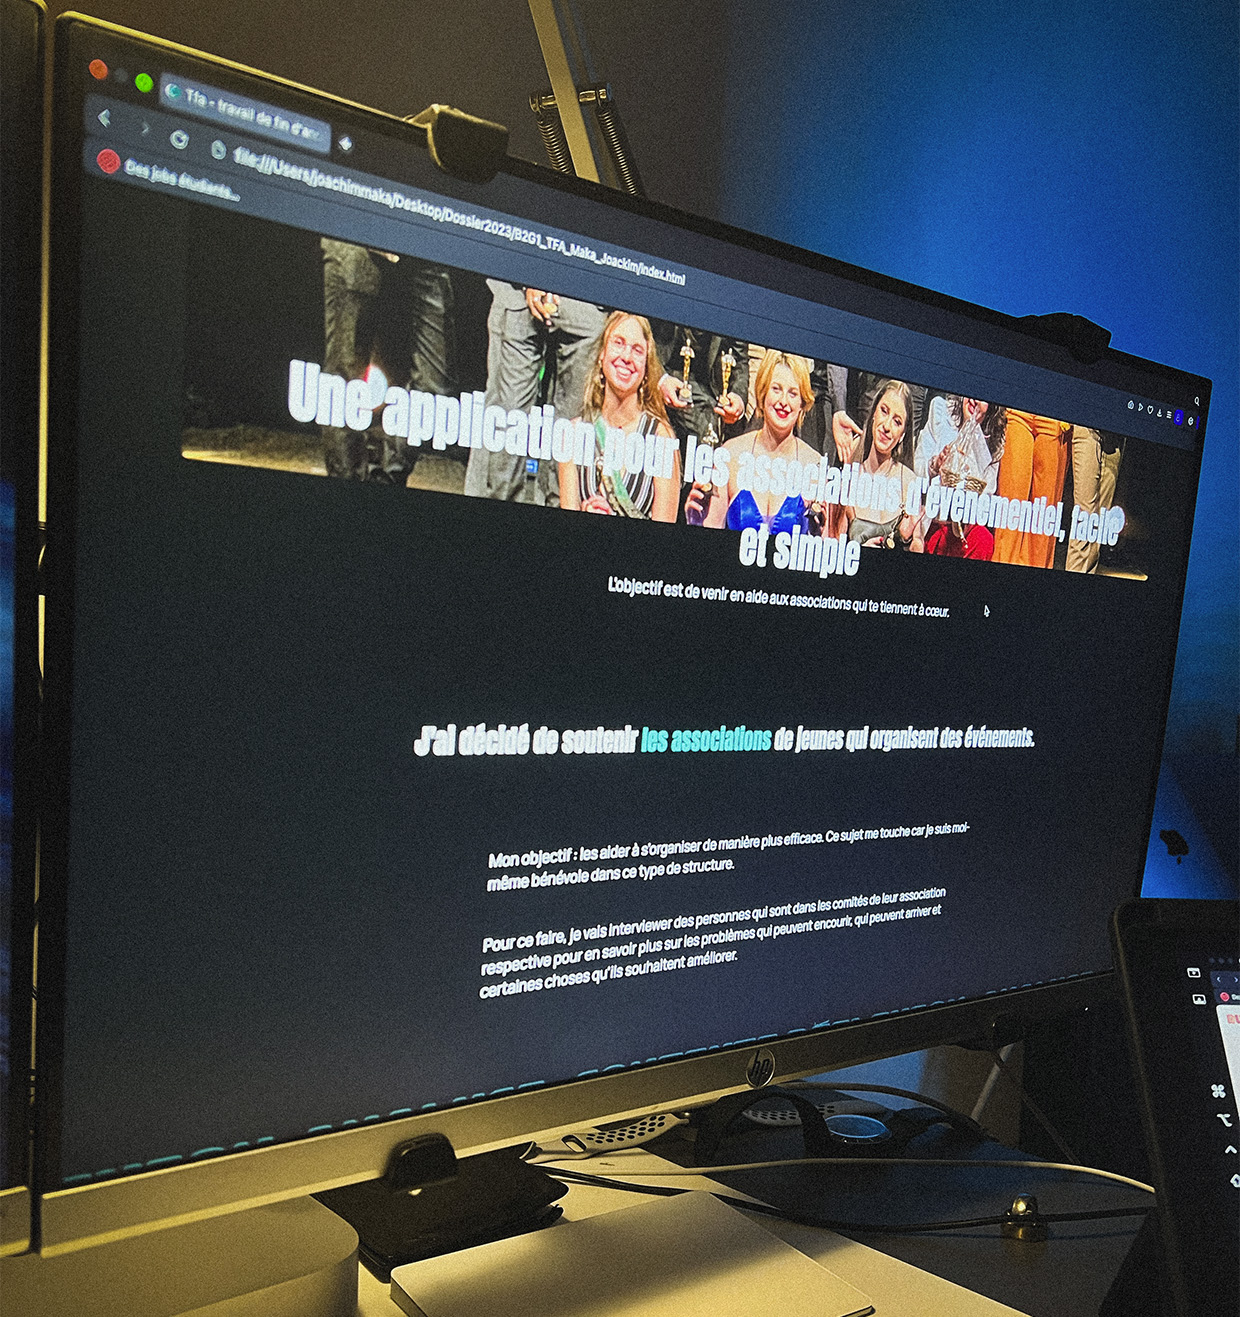 Tfa - travail de fin d'an
file:///Users/joachimmaka/Desktop/Dossier2023/B2G1_TFA_Maka_Joackim/index.html
Des jobs étudiants...
Une application pour les associations d'événementiel, facile
et simple
L'objectif est de venir en aide aux associations qui te tiennent à cœur.
J'ai décidé de soutenir les associations de jeunes qui organisent des événements.
Mon objectif : les aider à s'organiser de manière plus efficace. Ce sujet me touche car je suis moi-
même bénévole dans ce type de structure.
Pour ce faire, je vais interviewer des personnes qui sont dans les comités de leur association
respective pour en savoir plus sur les problèmes qui peuvent encourir, qui peuvent arriver et
certaines choses qu'ils souhaitent améliorer.
hp